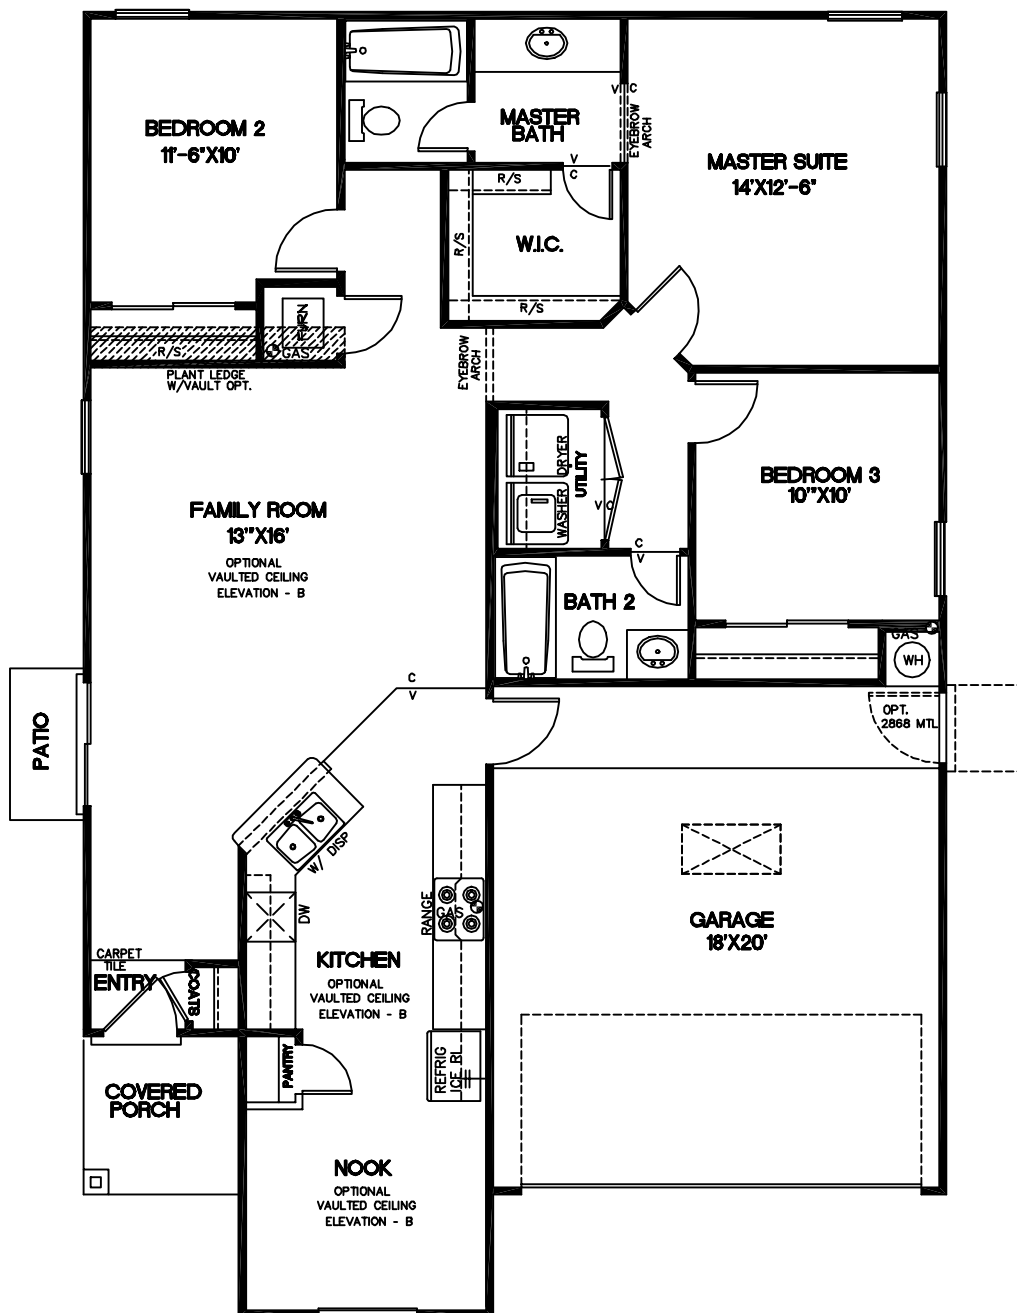 BEDROOM 2
11'-6"X10'
MASTER
BATH
V C
EYEBROW
ARCH
MASTER SUITE
14'X12'-6"
V
C
R/S
R/S
W.I.C.
R/S
FURN
GAS
R/S
PLANT LEDGE
W/VAULT OPT.
EYEBROW
ARCH
DRYER
WASHER
UTILITY
V C
BEDROOM 3
10'"X10'
FAMILY ROOM
13'"X16'
OPTIONAL
VAULTED CEILING
ELEVATION - B
C
V
BATH 2
GAS
WH
C
V
OPT.
2868 MTL
PATIO
W/ DISP
DW
RANGE
GAS
GARAGE
18'X20'
CARPET
TILE
ENTRY
COATS
KITCHEN
OPTIONAL
VAULTED CEILING
ELEVATION - B
PANTRY
REFRIG
ICE BL
COVERED
PORCH
NOOK
OPTIONAL
VAULTED CEILING
ELEVATION - B